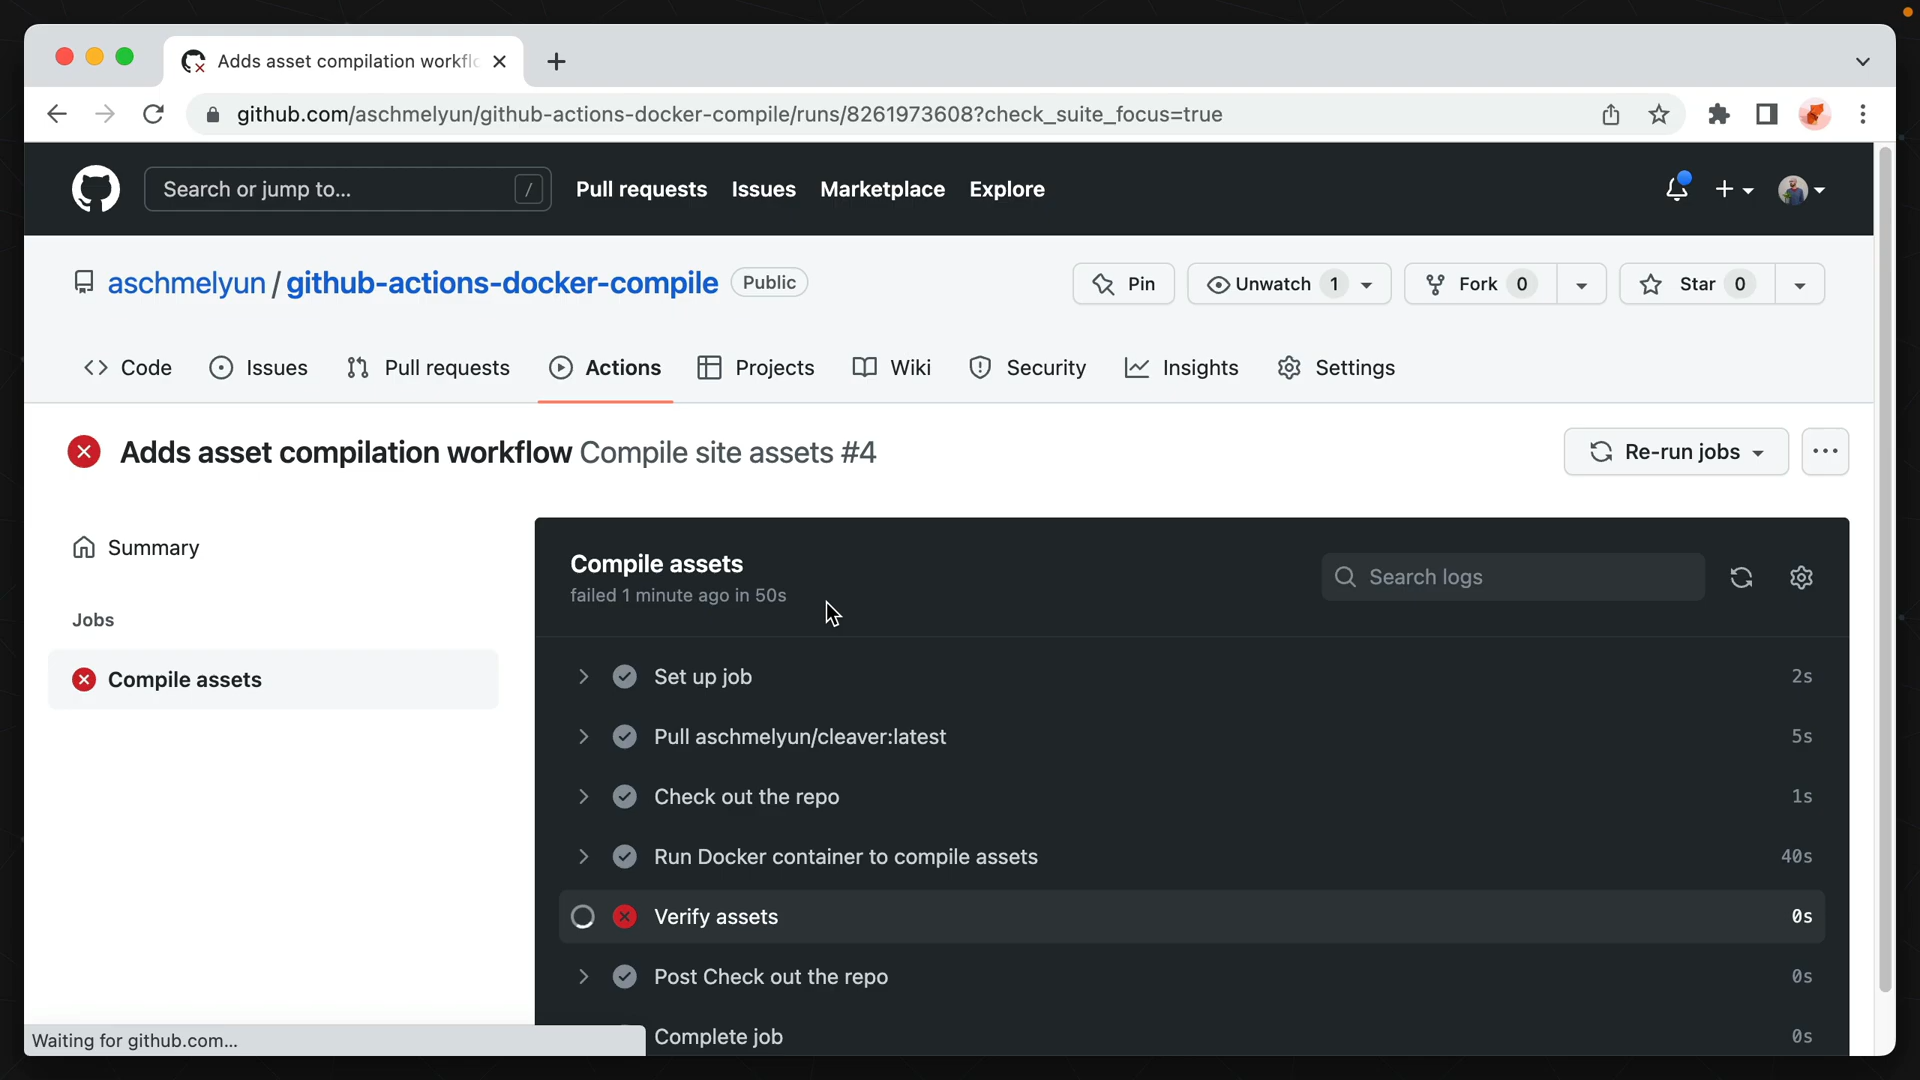 Adds asset compilation workfl
github.com/aschmelyun/github-actions-docker-compile/runs/8261973608?check_suite_focus=true
Search or jump to... / Pull requests Issues Marketplace Explore
aschmelyun / github-actions-docker-compile Public Pin Unwatch 1 Fork 0 Star 0
Code Issues Pull requests Actions Projects Wiki Security Insights Settings
Adds asset compilation workflow Compile site assets #4 Re-run jobs
Summary
Jobs
Compile assets
Compile assets
failed 1 minute ago in 50s
Search logs
Set up job 2s
Pull aschmelyun/cleaver:latest 5s
Check out the repo 1s
Run Docker container to compile assets 40s
Verify assets 0s
Post Check out the repo 0s
Complete job 0s
Waiting for github.com...